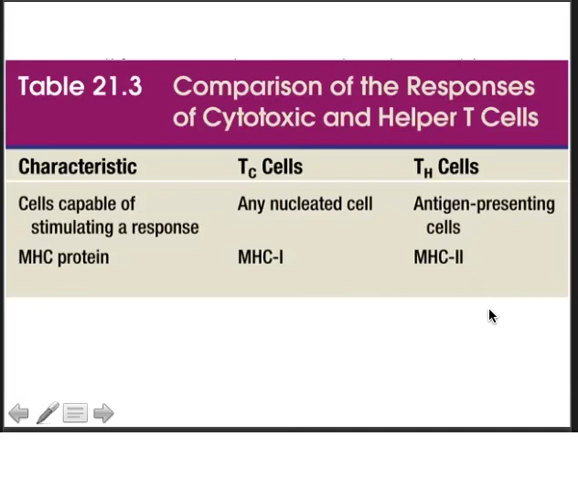 Table 21.3 Comparison of the Responses
of Cytotoxic and Helper T Cells
Characteristic TC Cells TH Cells
Cells capable of Any nucleated cell Antigen-presenting
stimulating a response cells
MHC protein MHC-I MHC-II